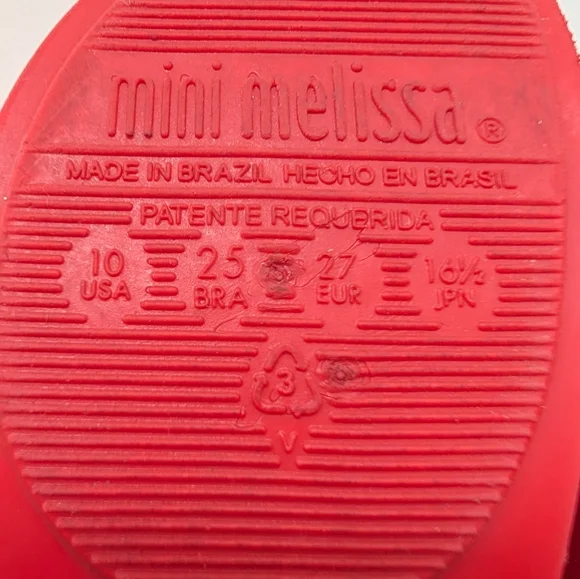 mini melissa®
MADE IN BRAZIL HECHO EN BRASIL
PATENTE REQUERIDA
10 25 27 16½
USA BRA EUR JPN
3
V